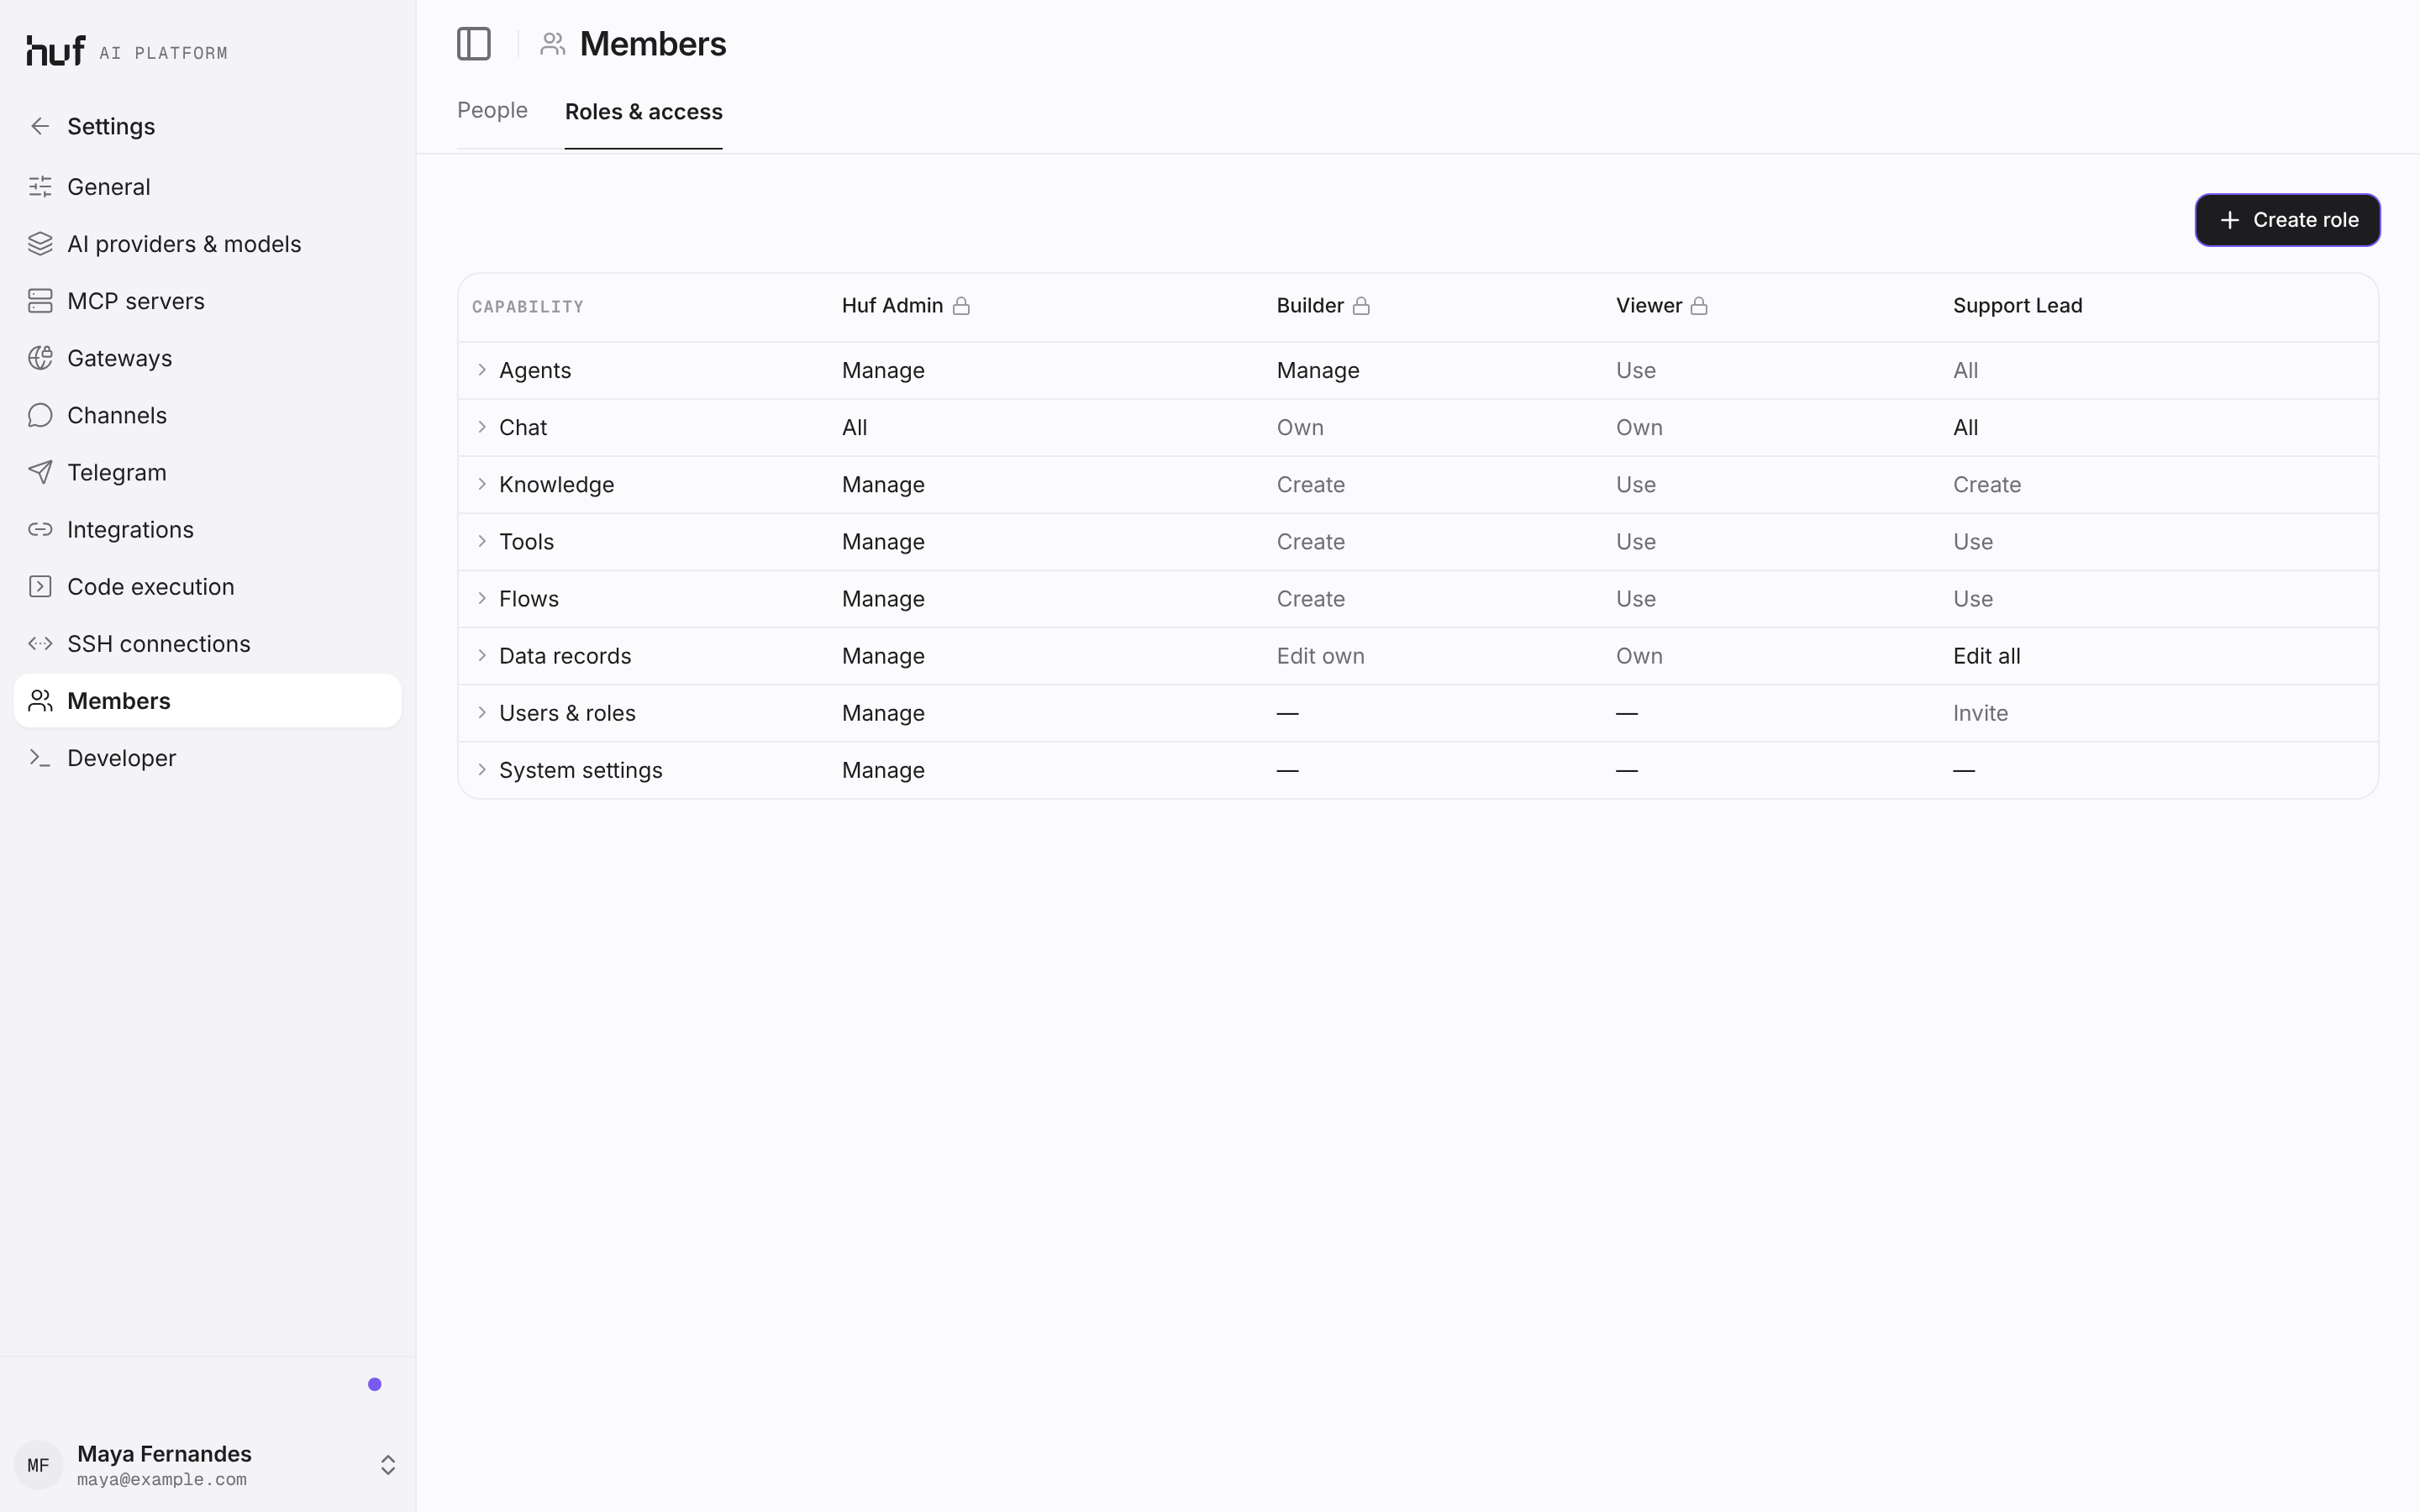 huf AI PLATFORM
Settings
General
AI providers & models
MCP servers
Gateways
Channels
Telegram
Integrations
Code execution
SSH connections
Members
Developer
MF
Maya Fernandes
maya@example.com
Members
People Roles & access
Create role
CAPABILITY Huf Admin Builder Viewer Support Lead
Agents Manage Manage Use All
Chat All Own Own All
Knowledge Manage Create Use Create
Tools Manage Create Use Use
Flows Manage Create Use Use
Data records Manage Edit own Own Edit all
Users & roles Manage — — Invite
System settings Manage — — —